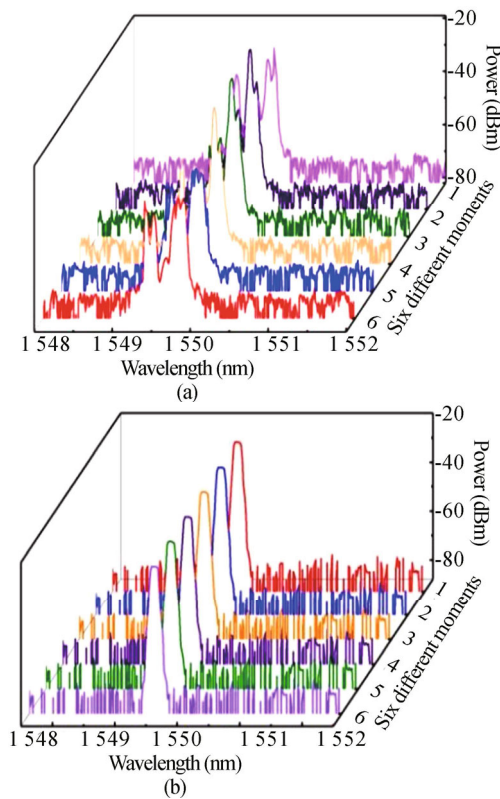 -20
-40
-60
-80
Power (dBm)
1
2
3
4
5
6
Six different moments
1 548 1 549 1 550 1 551 1 552
Wavelength (nm)
(a)
-20
-40
-60
-80
Power (dBm)
1
2
3
4
5
6
Six different moments
1 548 1 549 1 550 1 551 1 552
Wavelength (nm)
(b)